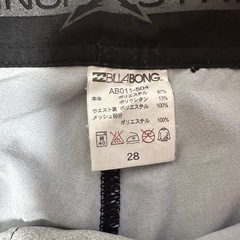 BILLABONG
AB011-504
本体 ポリエステル 87%
ポリウレタン 13%
ウエスト裏 ポリエステル 100%
メッシュ部分
ポリエステル 100%
40
28